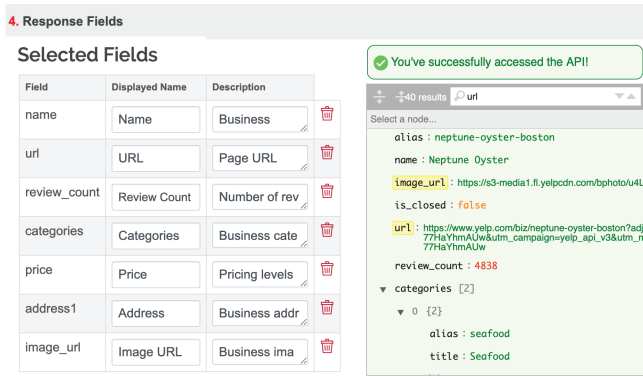 4. Response Fields
Selected Fields
Field Displayed Name Description
name Name Business
url URL Page URL
review_count Review Count Number of rev
categories Categories Business cate
price Price Pricing levels
address1 Address Business addr
image_url Image URL Business ima
You've successfully accessed the API!
40 results url
Select a node...
alias : neptune-oyster-boston
name : Neptune Oyster
image_url : https://s3-media1.fl.yelpcdn.com/bphoto/u4L
is_closed : false
url : https://www.yelp.com/biz/neptune-oyster-boston?adj
77HaYhmAUw&utm_campaign=yelp_api_v3&utm_m
77HaYhmAUw
review_count : 4838
categories [2]
0 {2}
alias : seafood
title : Seafood